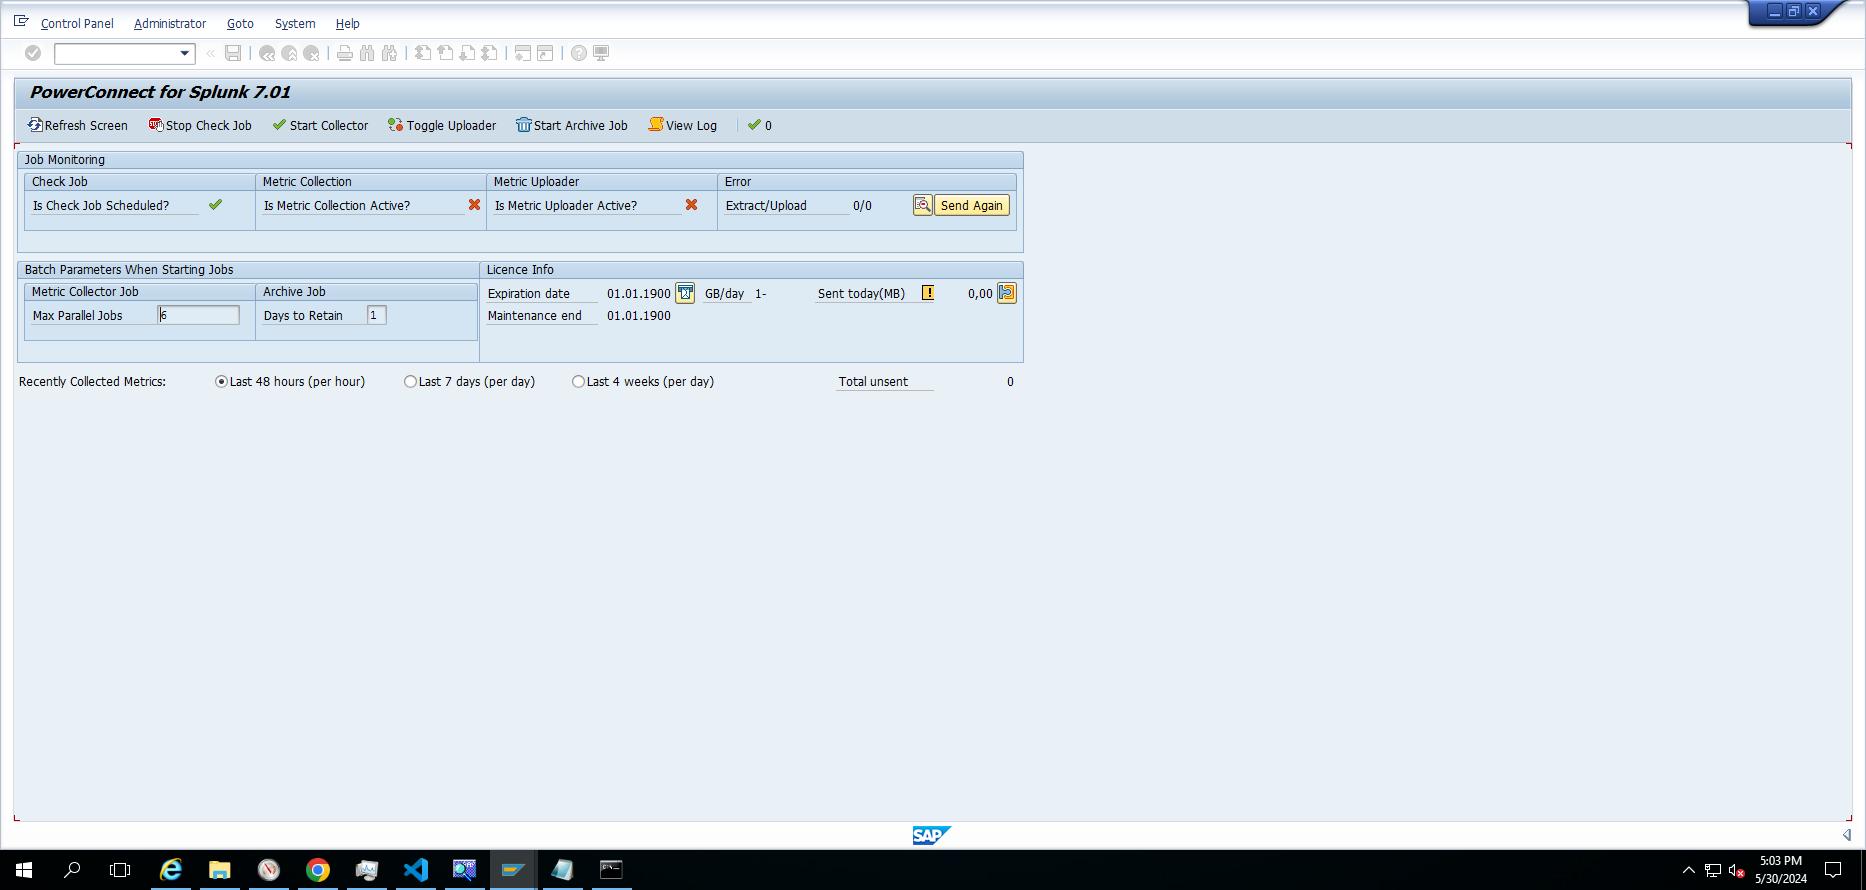 Control Panel Administrator Goto System Help
PowerConnect for Splunk 7.01
Refresh Screen Stop Check Job Start Collector Toggle Uploader Start Archive Job View Log 0
Job Monitoring
Check Job Metric Collection Metric Uploader Error
Is Check Job Scheduled? Is Metric Collection Active? Is Metric Uploader Active? Extract/Upload 0/0 Send Again
Batch Parameters When Starting Jobs Licence Info
Metric Collector Job Archive Job Expiration date 01.01.1900 GB/day 1- Sent today(MB) 0,00
Max Parallel Jobs 6 Days to Retain 1 Maintenance end 01.01.1900
Recently Collected Metrics: Last 48 hours (per hour) Last 7 days (per day) Last 4 weeks (per day) Total unsent 0
SAP
5:03 PM
5/30/2024